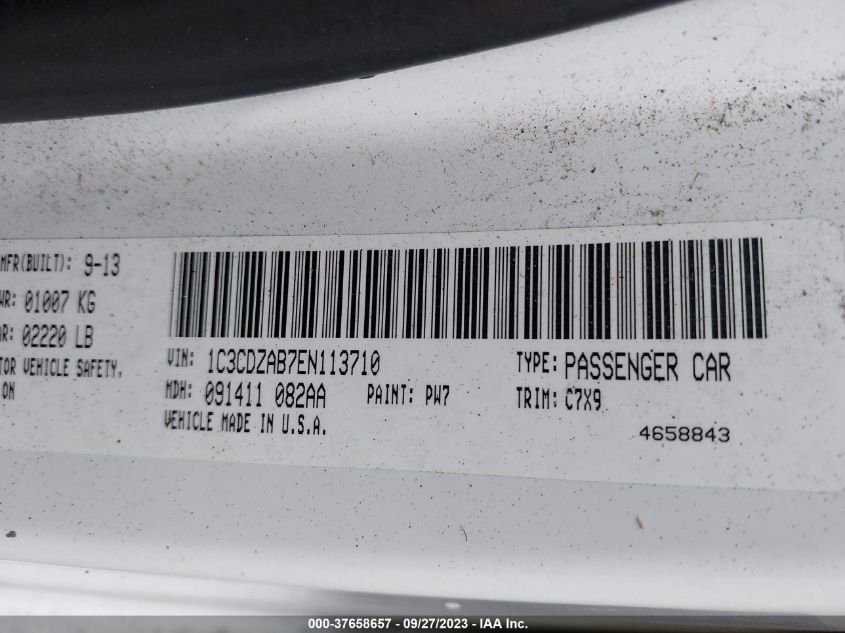 MFR(BUILT): 9-13
WR: 01007 KG
R: 02220 LB
TOR VEHICLE SAFETY,
ON
VIN: 1C3CDZAB7EN113710
TYPE: PASSENGER CAR
MDH: 091411 082AA
PAINT: PW7
TRIM: C7X9
VEHICLE MADE IN U.S.A.
4658843
000-37658657 - 09/27/2023 - IAA Inc.